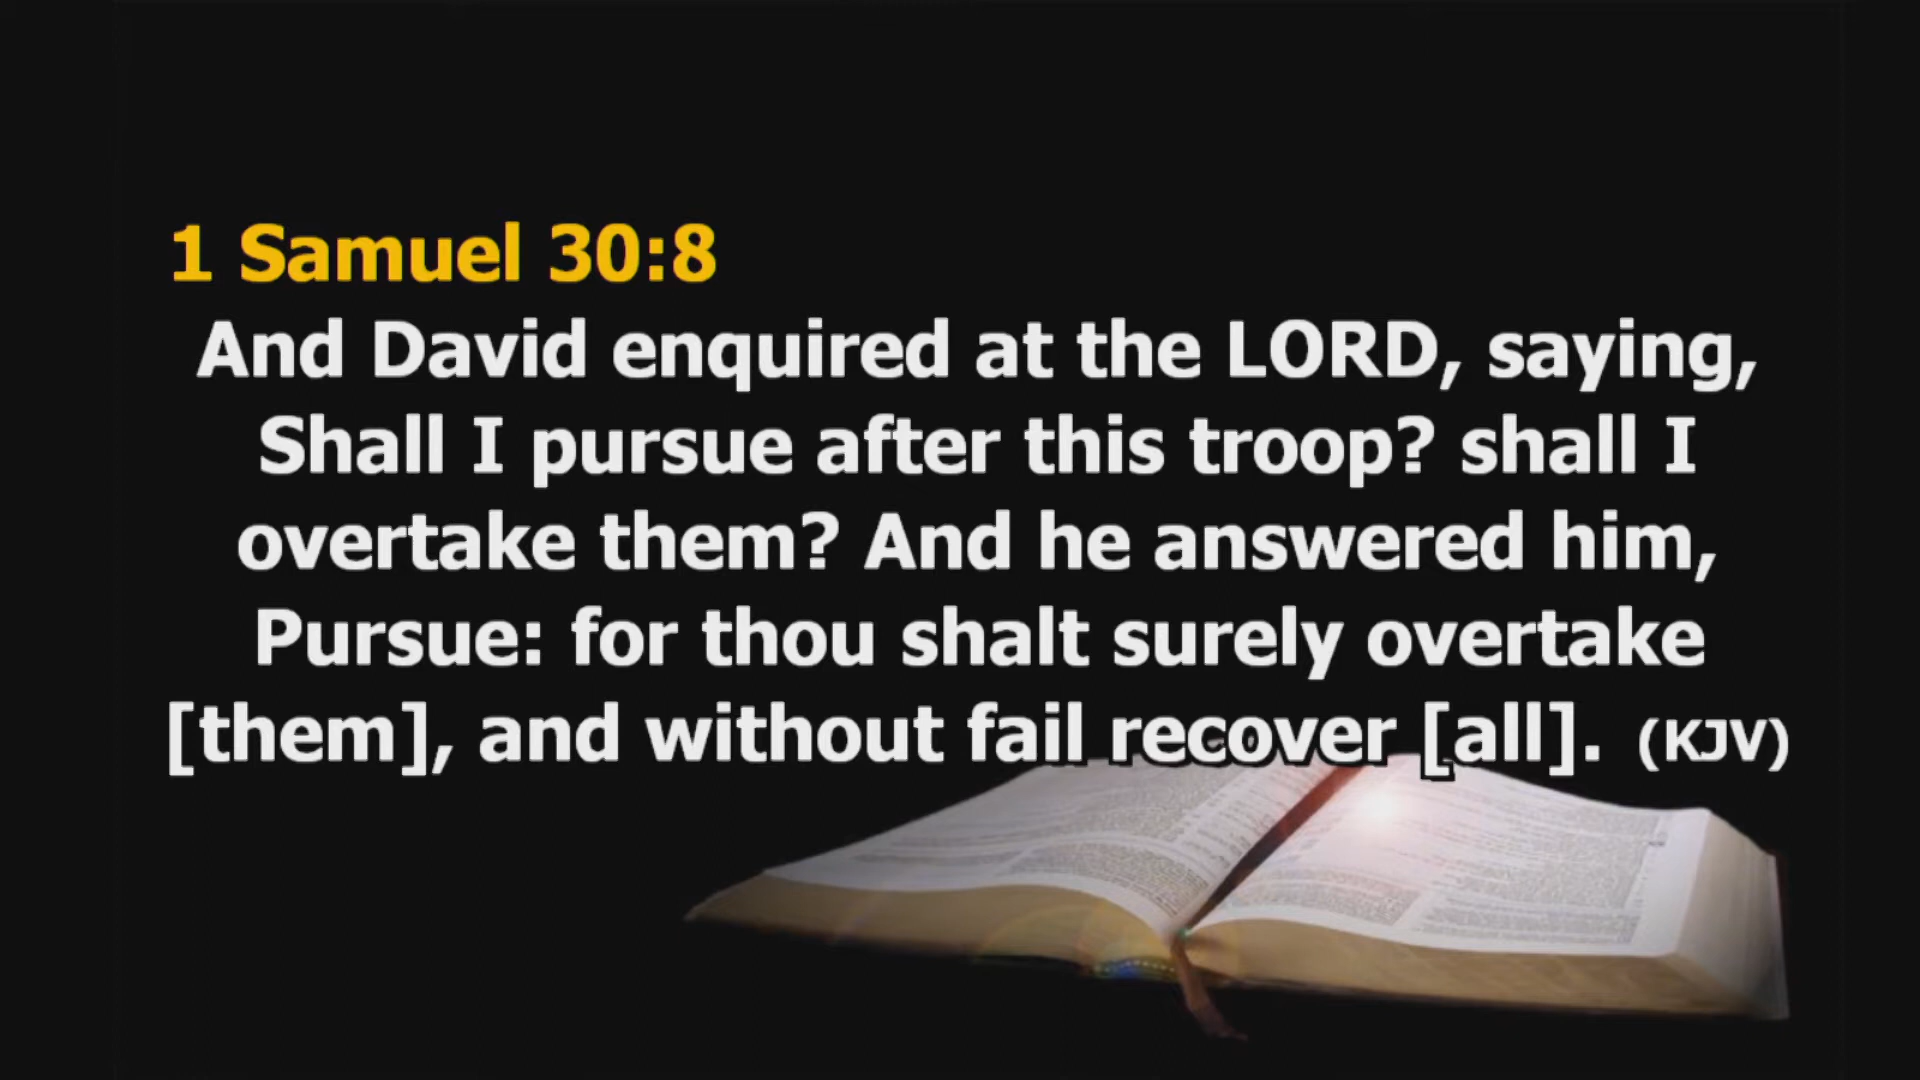 1 Samuel 30:8
And David enquired at the LORD, saying,
Shall I pursue after this troop? shall I
overtake them? And he answered him,
Pursue: for thou shalt surely overtake
[them], and without fail recover [all]. (KJV)